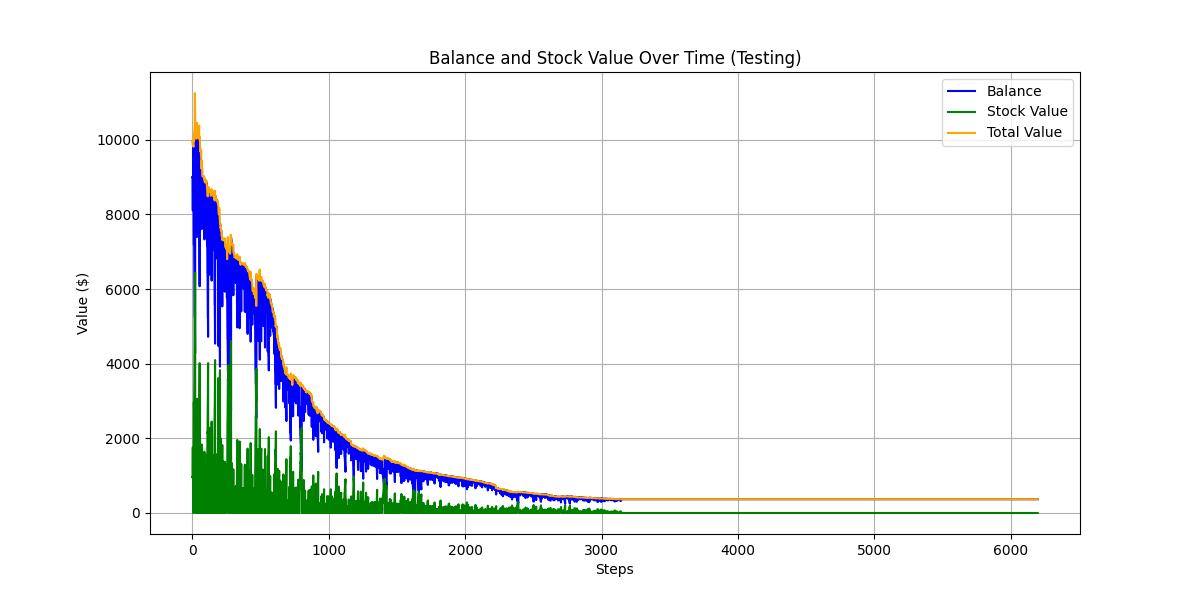 Balance and Stock Value Over Time (Testing)
Balance
Stock Value
Total Value
Value ($)
10000
8000
6000
4000
2000
0
0 1000 2000 3000 4000 5000 6000
Steps